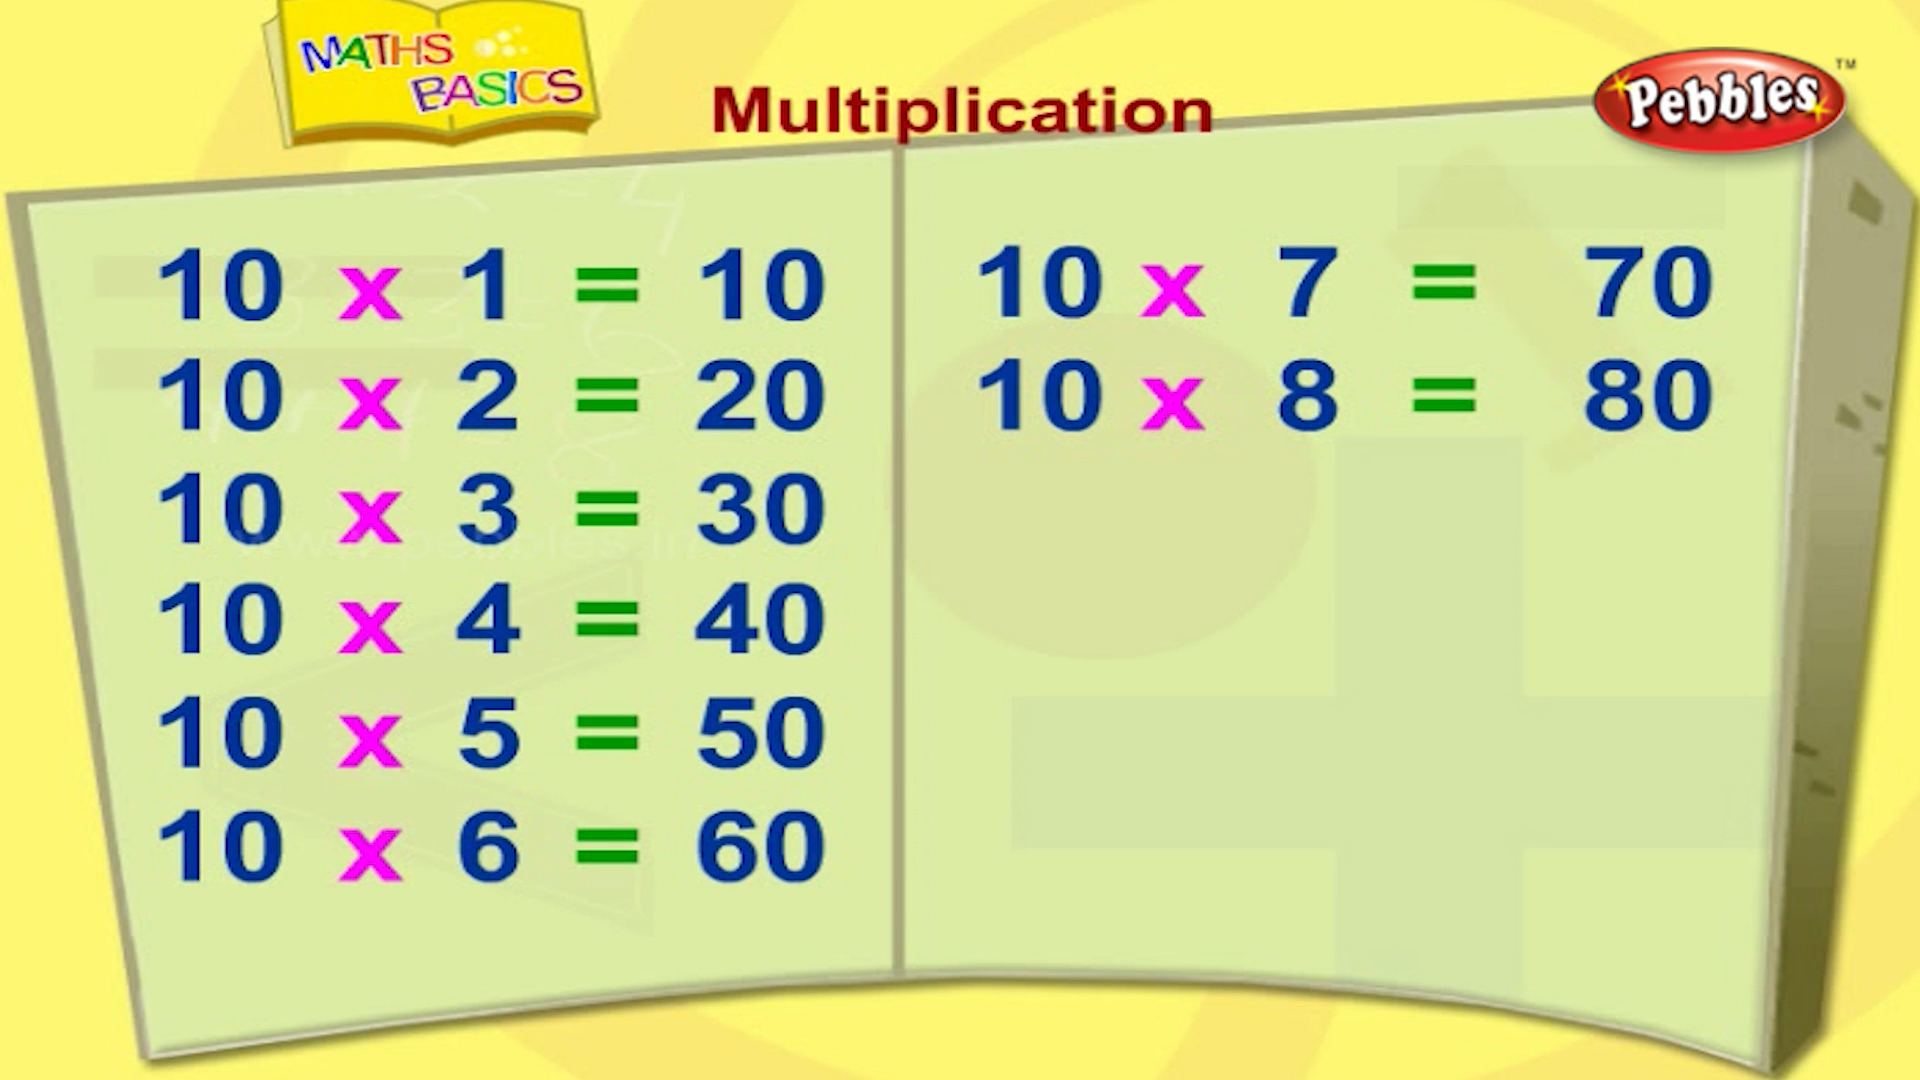 MATHS
BASICS
Multiplication
Pebbles™
10 x 1 = 10
10 x 2 = 20
10 x 3 = 30
10 x 4 = 40
10 x 5 = 50
10 x 6 = 60
10 x 7 = 70
10 x 8 = 80